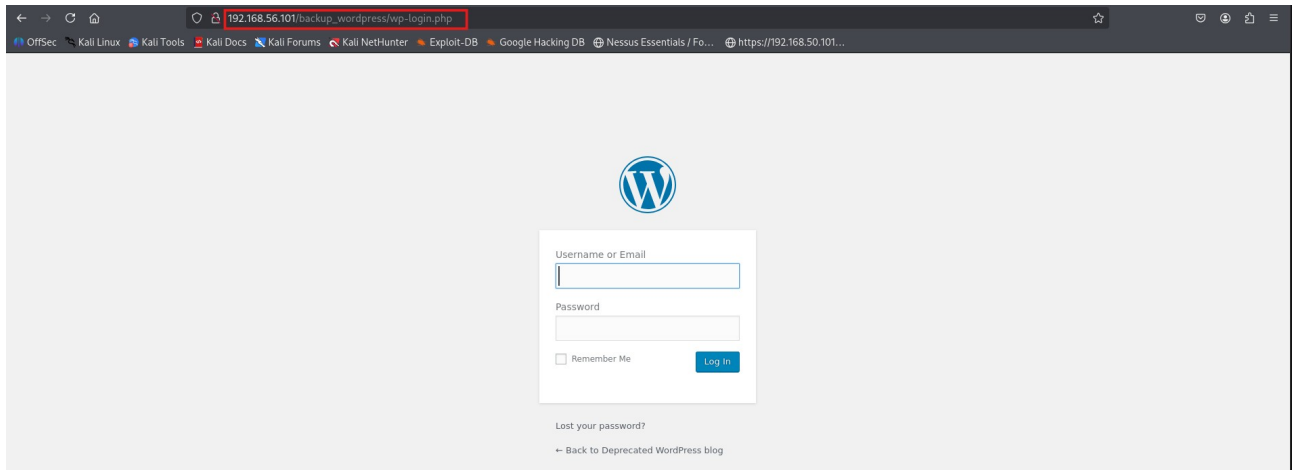 192.168.56.101/backup_wordpress/wp-login.php
OffSec Kali Linux Kali Tools Kali Docs Kali Forums Kali NetHunter Exploit-DB Google Hacking DB Nessus Essentials / Fo... https://192.168.50.101...
Username or Email
Password
Remember Me Log In
Lost your password?
← Back to Deprecated WordPress blog